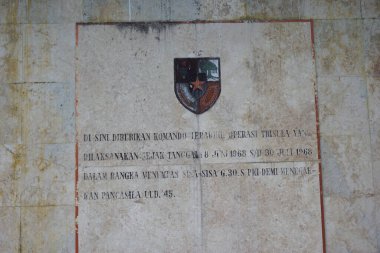 DI SINI DIBERIKAN KOMANDO TERAKHIR OPERASI TRISULA YANG
DILAKSANAKAN SEJAK TANGGAL 8 JUNI 1968 S/D 30 JULI 1968
DALAM RANGKA MENUMPAS SISA-SISA G.30 S PKI DEMI MENEGAK-
KAN PANCASILA UUD. '45.